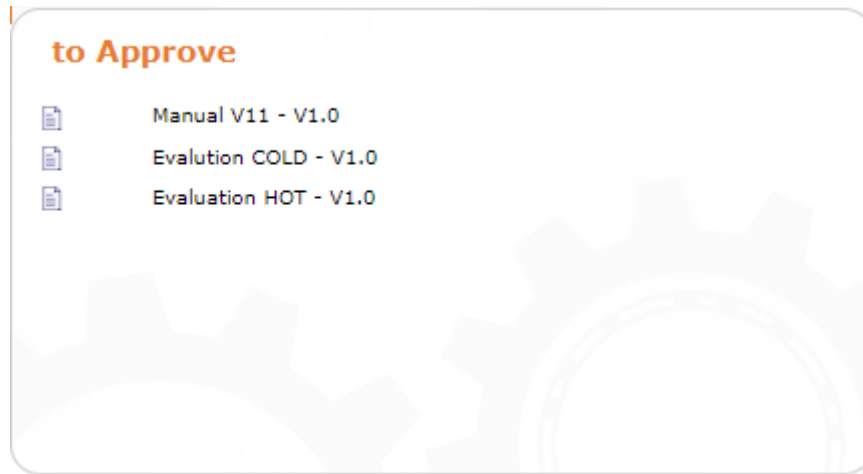 to Approve
Manual V11 - V1.0
Evalution COLD - V1.0
Evaluation HOT - V1.0